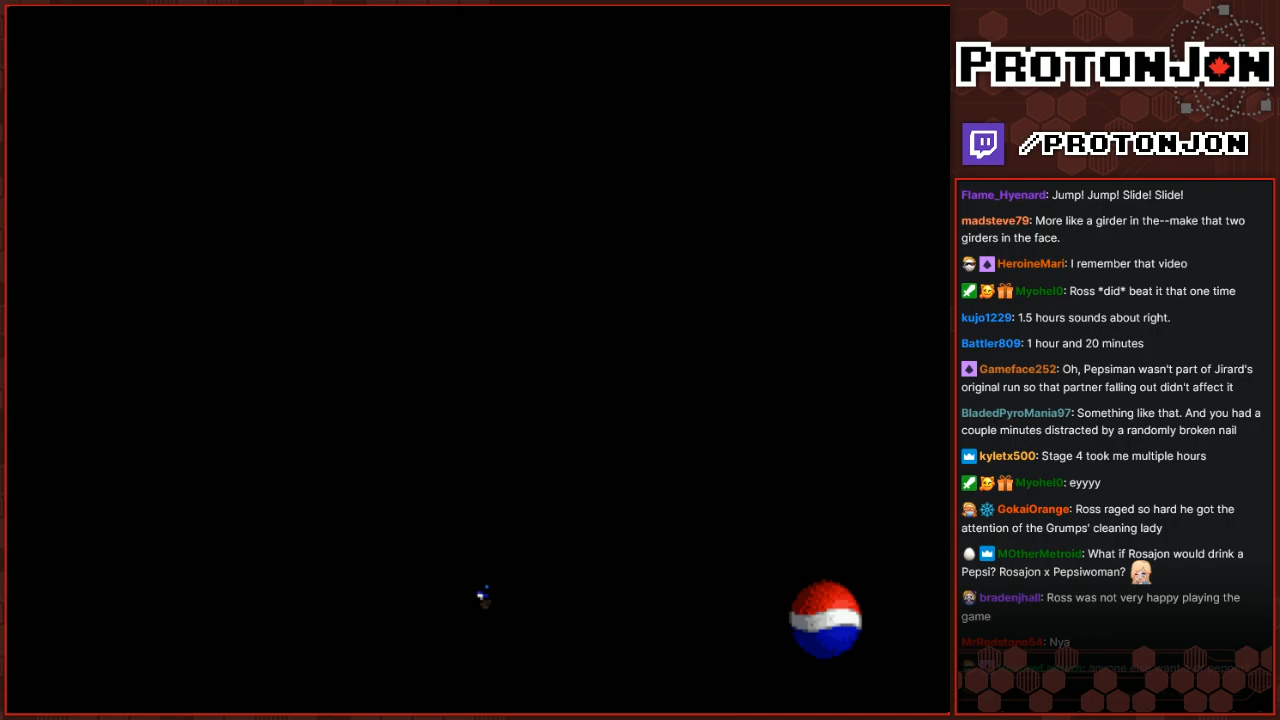 PROTONJON
/PROTONJON
Flame_Hyenard: Jump! Jump! Slide! Slide!
madsteve79: More like a girder in the--make that two
girders in the face.
HeroineMari: I remember that video
Myohel0: Ross *did* beat it that one time
kujo1229: 1.5 hours sounds about right.
Battler809: 1 hour and 20 minutes
Gameface252: Oh, Pepsiman wasn't part of Jirard's
original run so that partner falling out didn't affect it
BladedPyroMania97: Something like that. And you had a
couple minutes distracted by a randomly broken nail
kyletx500: Stage 4 took me multiple hours
Myohel0: eyyyy
GokaiOrange: Ross raged so hard he got the
attention of the Grumps' cleaning lady
MOtherMetroid: What if Rosajon would drink a
Pepsi? Rosajon x Pepsiwoman?
bradenjhall: Ross was not very happy playing the
game
MrRedstone54: Nya
anyone else want